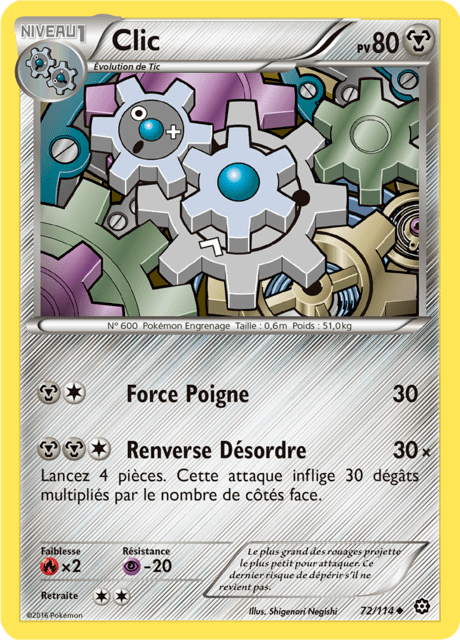 NIVEAU 1
Clic
PV 80
Évolution de Tic
N° 600 Pokémon Engrenage Taille : 0,6m Poids : 51,0kg
Force Poigne 30
Renverse Désordre 30×
Lancez 4 pièces. Cette attaque inflige 30 dégâts
multipliés par le nombre de côtés face.
Faiblesse
×2
Résistance
-20
Retraite
Le plus grand des rouages projette
le plus petit pour attaquer. Ce
dernier risque de dépérir s'il ne
revient pas.
©2016 Pokémon
Illus. Shigenori Negishi
72/114